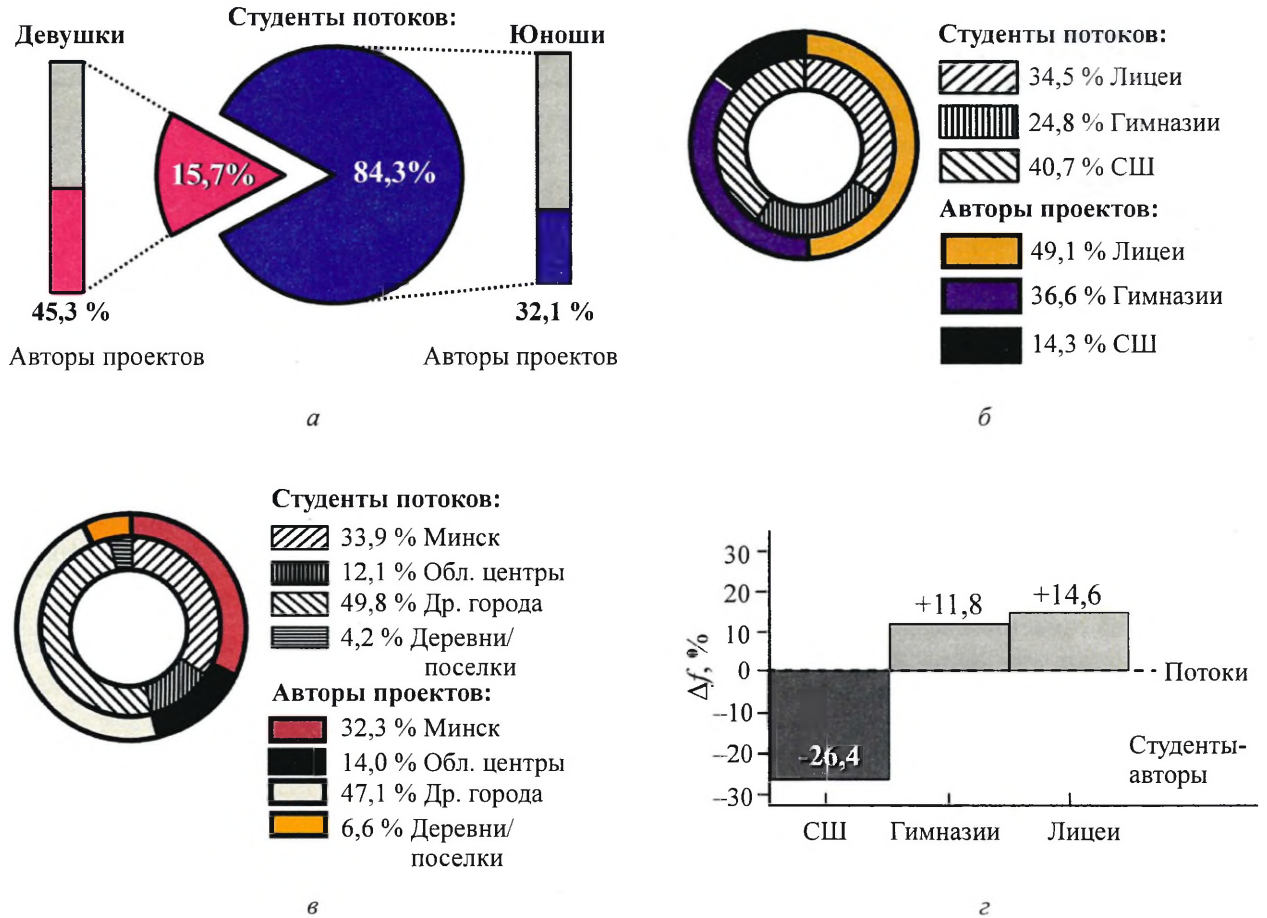 Студенты потоков:
Девушки
Юноши
15,7%
84,3%
45,3 %
32,1 %
Авторы проектов
Авторы проектов
а
Студенты потоков:
34,5 % Лицеи
24,8 % Гимназии
40,7 % СШ
Авторы проектов:
49,1 % Лицеи
36,6 % Гимназии
14,3 % СШ
б
Студенты потоков:
33,9 % Минск
12,1 % Обл. центры
49,8 % Др. города
4,2 % Деревни/
поселки
Авторы проектов:
32,3 % Минск
14,0 % Обл. центры
47,1 % Др. города
6,6 % Деревни/
поселки
в
Δf, %
30
20
10
0
–10
–20
–30
-26,4
+11,8
+14,6
Потоки
Студенты-
авторы
СШ
Гимназии
Лицеи
г